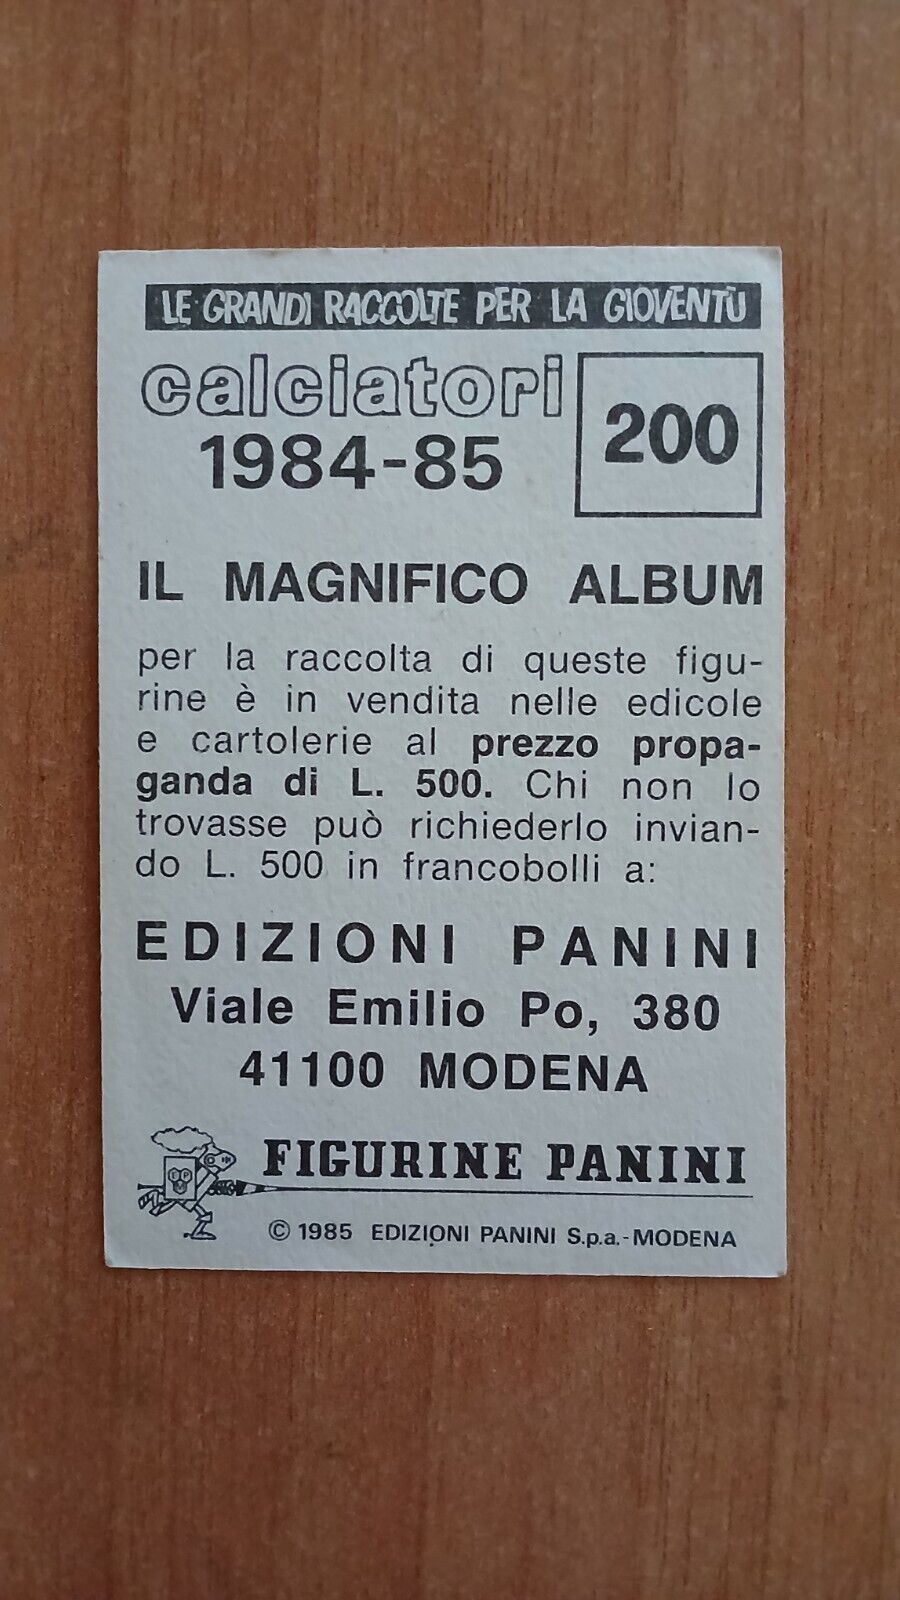 LE GRANDI RACCOLTE PER LA GIOVENTÙ
calciatori
1984-85
200
IL MAGNIFICO ALBUM
per la raccolta di queste figu-
rine è in vendita nelle edicole
e cartolerie al prezzo propa-
ganda di L. 500. Chi non lo
trovasse può richiederlo invian-
do L. 500 in francobolli a:
EDIZIONI PANINI
Viale Emilio Po, 380
41100 MODENA
FIGURINE PANINI
© 1985 EDIZIONI PANINI S.p.a.-MODENA